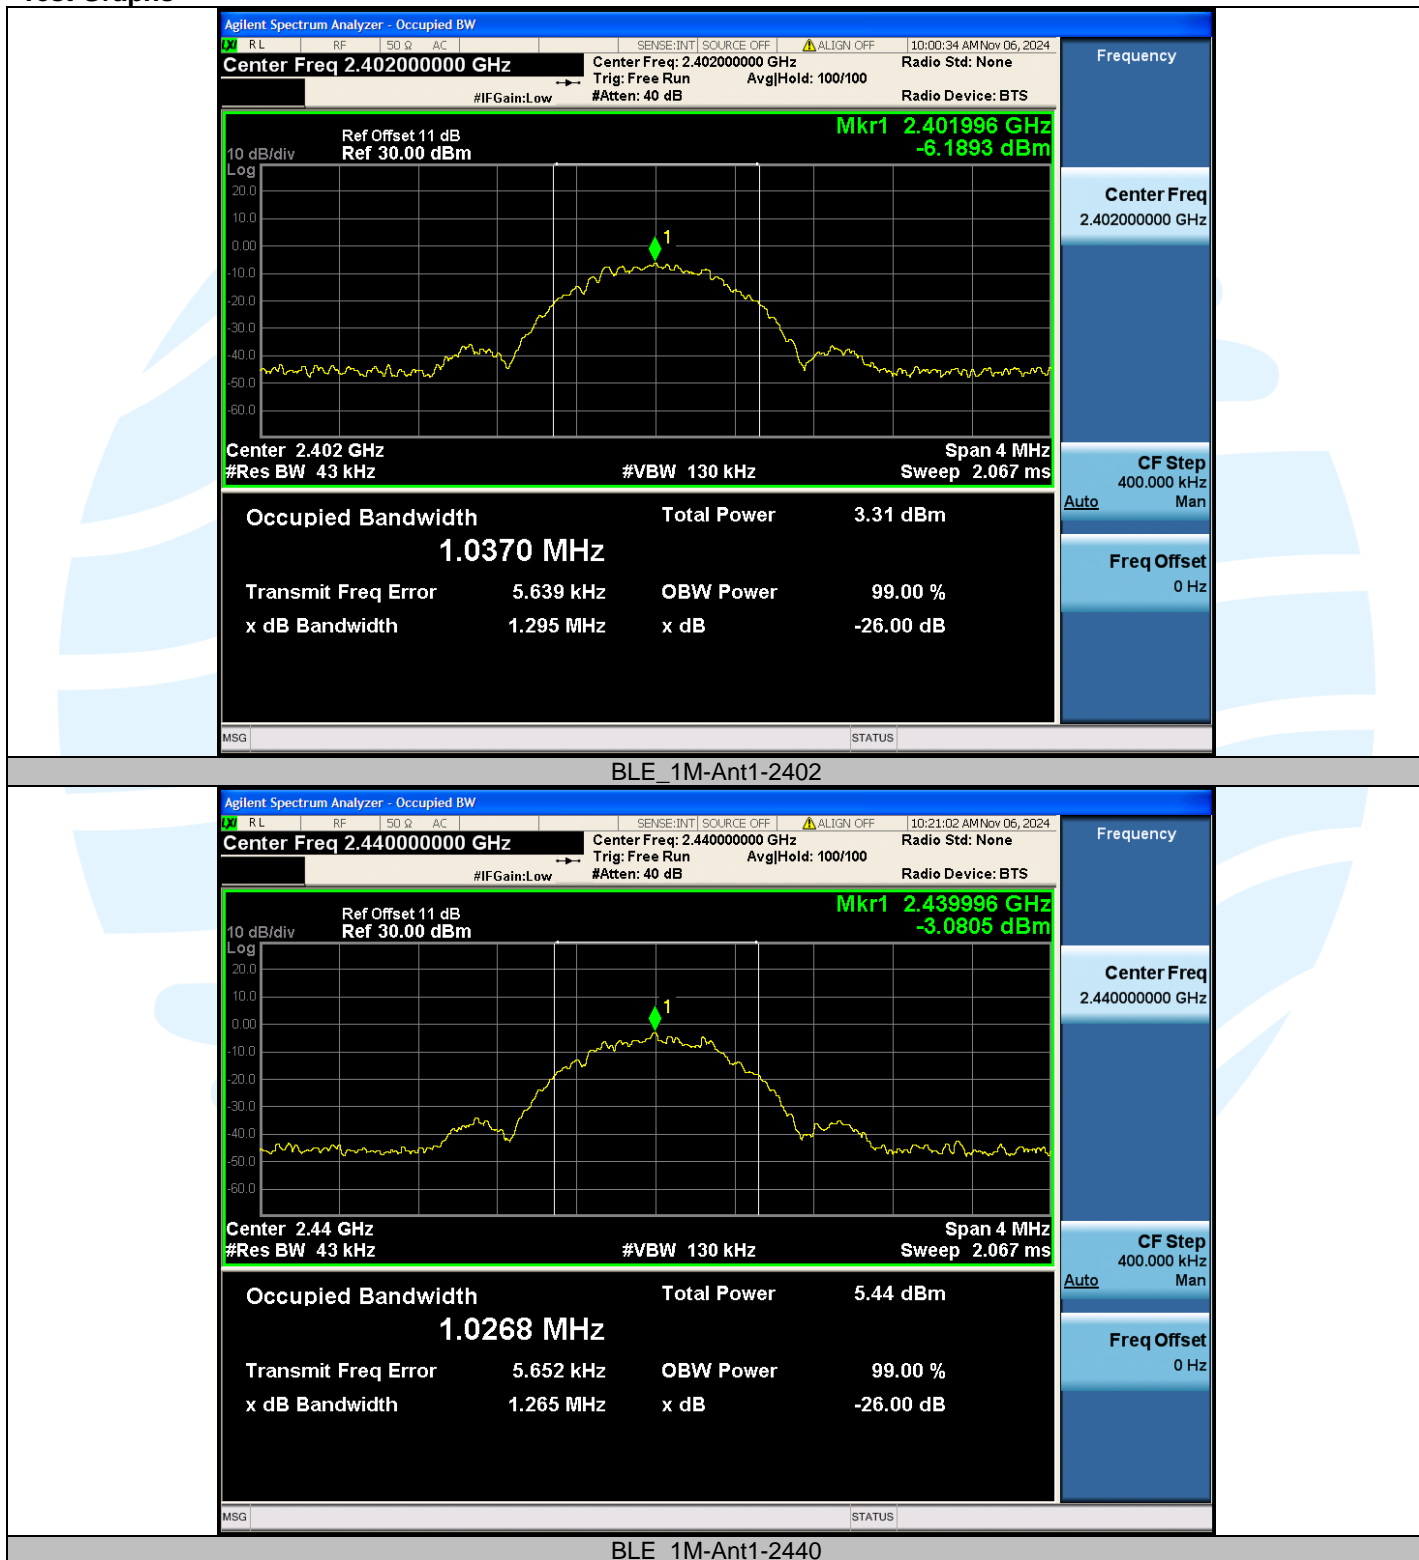 Test Graphs
Agilent Spectrum Analyzer - Occupied BW
LXI RL RF 50 Ω AC SENSE:INT SOURCE OFF ALIGN OFF 10:00:34 AM Nov 06, 2024
Center Freq 2.402000000 GHz
Center Freq: 2.402000000 GHz
Radio Std: None
Trig: Free Run Avg|Hold: 100/100
#IFGain:Low
#Atten: 40 dB
Radio Device: BTS
Frequency
Mkr1 2.401996 GHz
-6.1893 dBm
Ref Offset 11 dB
10 dB/div Ref 30.00 dBm
Log
20.0
10.0
0.00
-10.0
-20.0
-30.0
-40.0
-50.0
-60.0
1
Center 2.402 GHz Span 4 MHz
#Res BW 43 kHz #VBW 130 kHz Sweep 2.067 ms
Center Freq
2.402000000 GHz
CF Step
400.000 kHz
Auto Man
Freq Offset
0 Hz
Occupied Bandwidth Total Power 3.31 dBm
1.0370 MHz
Transmit Freq Error 5.639 kHz OBW Power 99.00 %
x dB Bandwidth 1.295 MHz x dB -26.00 dB
MSG STATUS
BLE_1M-Ant1-2402
Agilent Spectrum Analyzer - Occupied BW
LXI RL RF 50 Ω AC SENSE:INT SOURCE OFF ALIGN OFF 10:21:02 AM Nov 06, 2024
Center Freq 2.440000000 GHz
Center Freq: 2.440000000 GHz
Radio Std: None
Trig: Free Run Avg|Hold: 100/100
#IFGain:Low
#Atten: 40 dB
Radio Device: BTS
Frequency
Mkr1 2.439996 GHz
-3.0805 dBm
Ref Offset 11 dB
10 dB/div Ref 30.00 dBm
Log
20.0
10.0
0.00
-10.0
-20.0
-30.0
-40.0
-50.0
-60.0
1
Center 2.44 GHz Span 4 MHz
#Res BW 43 kHz #VBW 130 kHz Sweep 2.067 ms
Center Freq
2.440000000 GHz
CF Step
400.000 kHz
Auto Man
Freq Offset
0 Hz
Occupied Bandwidth Total Power 5.44 dBm
1.0268 MHz
Transmit Freq Error 5.652 kHz OBW Power 99.00 %
x dB Bandwidth 1.265 MHz x dB -26.00 dB
MSG STATUS
BLE_1M-Ant1-2440